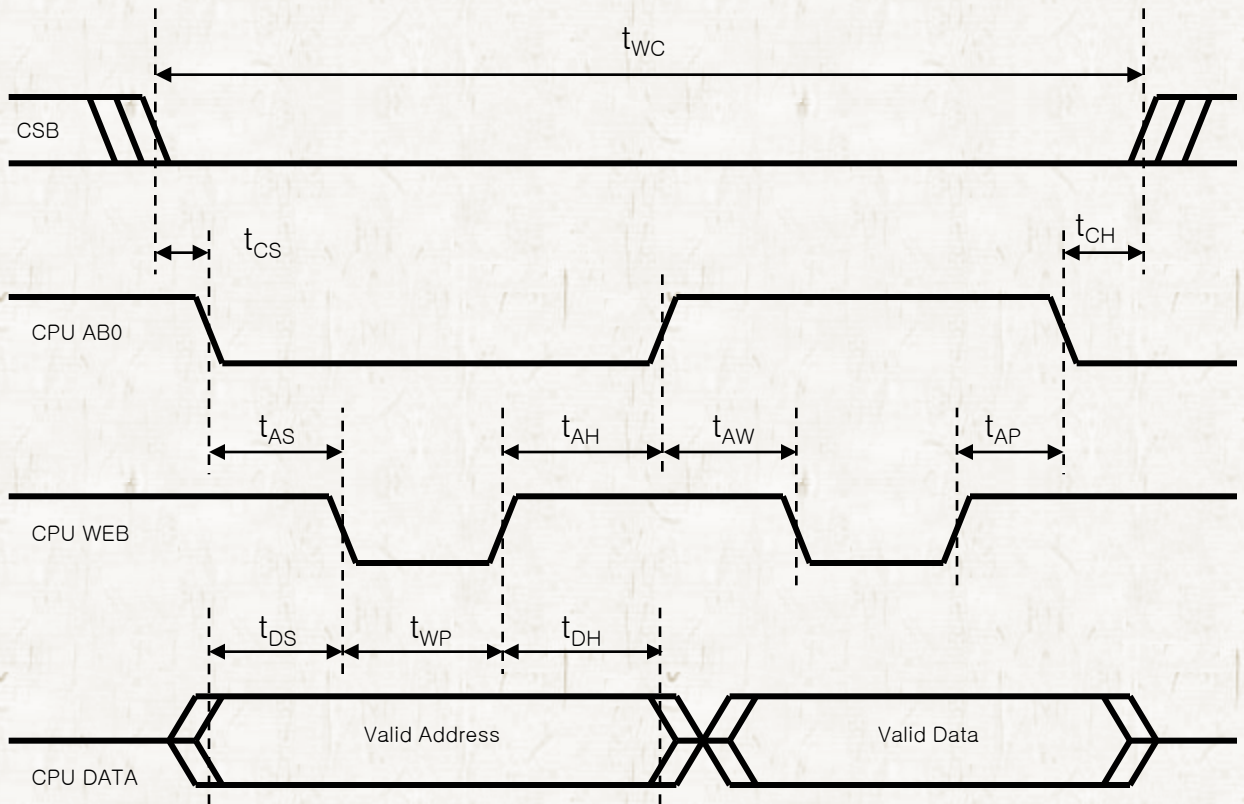 tWC
CSB
tCS
tCH
CPU AB0
tAS
tAH
tAW
tAP
CPU WEB
tDS
tWP
tDH
Valid Address
Valid Data
CPU DATA